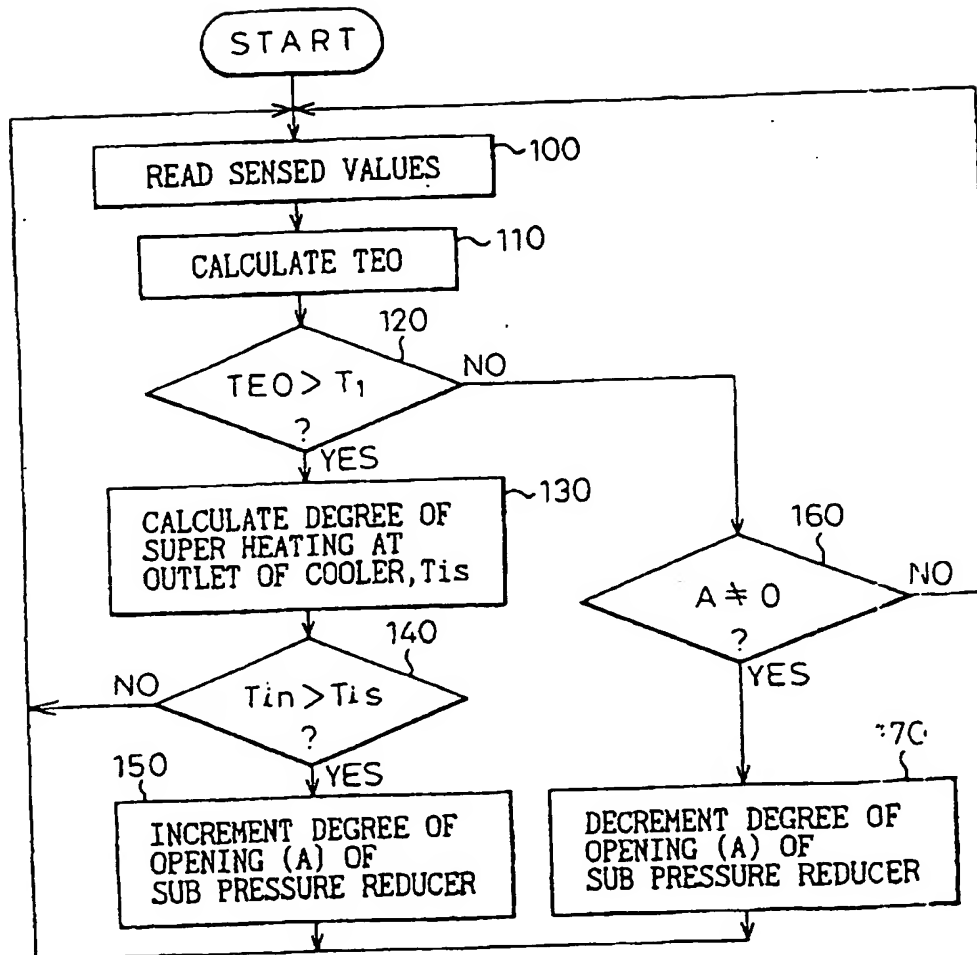 START
READ SENSED VALUES
100
CALCULATE TEO
110
120
TEO > T1
?
NO
YES
CALCULATE DEGREE OF
SUPER HEATING AT
OUTLET OF COOLER, Tis
130
160
A ≠ 0
?
NO
YES
140
NO
Tin > Tis
?
YES
150
INCREMENT DEGREE OF
OPENING (A) OF
SUB PRESSURE REDUCER
70
DECREMENT DEGREE OF
OPENING (A) OF
SUB PRESSURE REDUCER